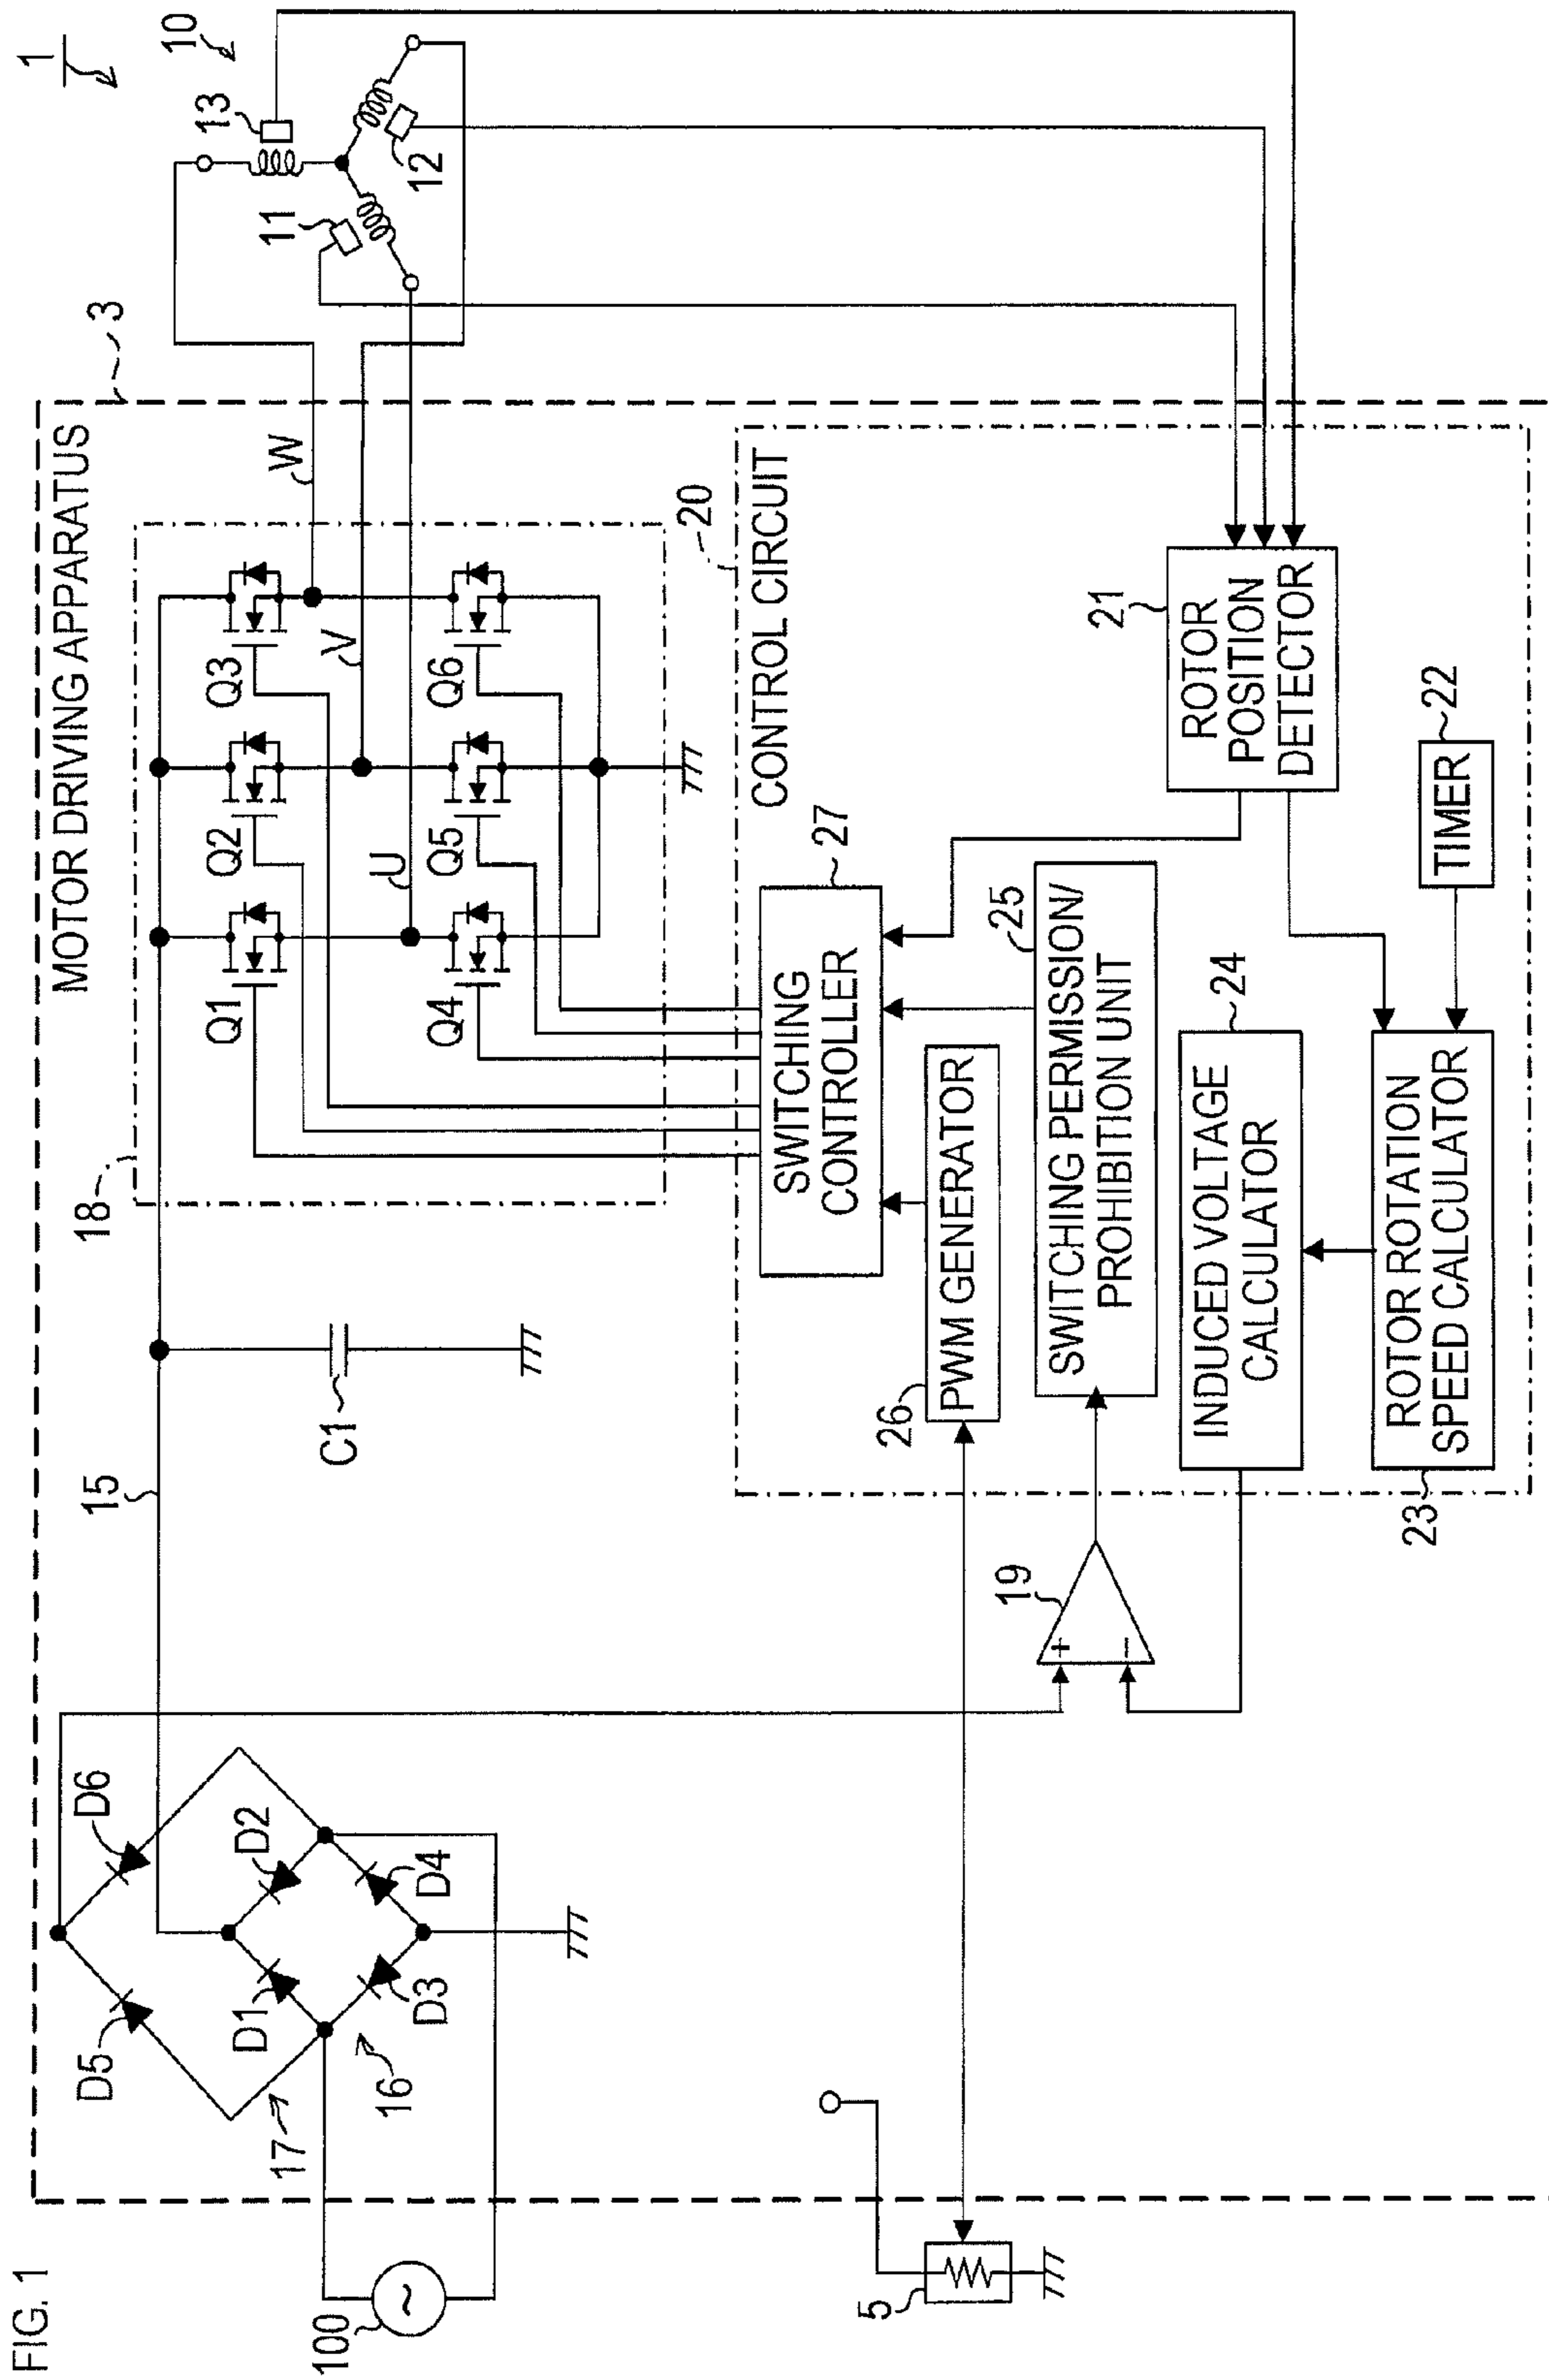 FIG. 1
1
10
13
12
11
3
MOTOR DRIVING APPARATUS
W
V
U
Q1
Q2
Q3
Q4
Q5
Q6
18
15
C1
D6
D5
D2
D1
D4
D3
17
16
100
5
19
+
−
20
CONTROL CIRCUIT
27
SWITCHING
CONTROLLER
26
PWM GENERATOR
25
SWITCHING PERMISSION/
PROHIBITION UNIT
24
INDUCED VOLTAGE
CALCULATOR
23
ROTOR ROTATION
SPEED CALCULATOR
21
ROTOR
POSITION
DETECTOR
22
TIMER